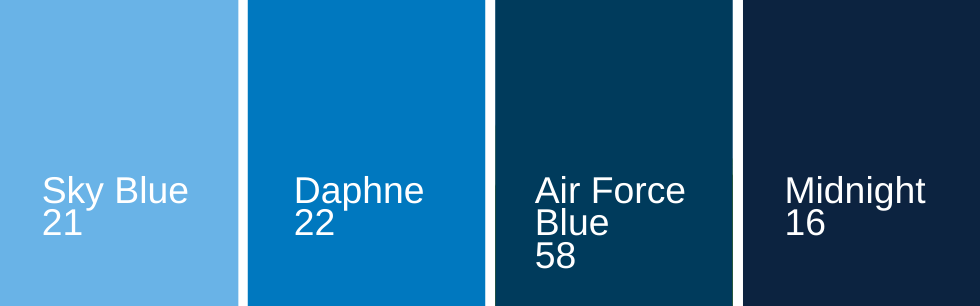 Sky Blue
21
Daphne
22
Air Force
Blue
58
Midnight
16